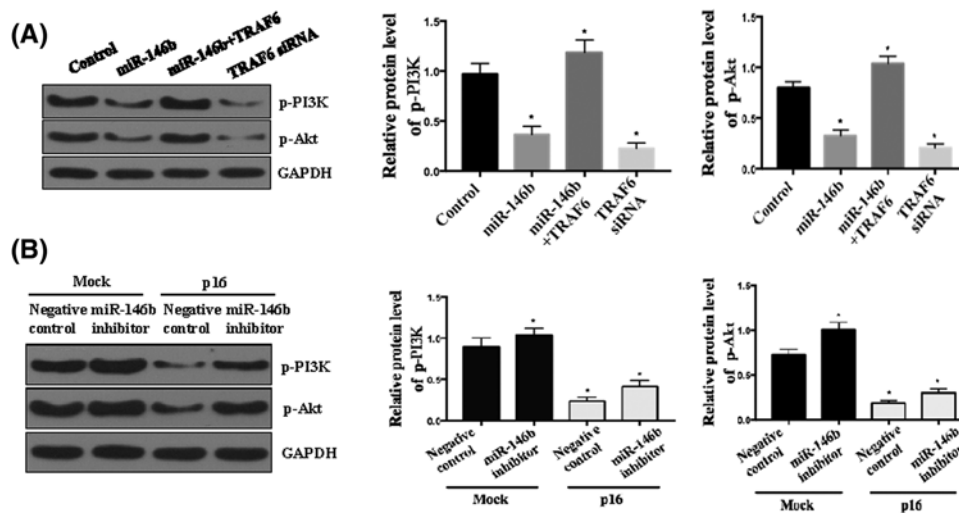 (A)
Control
miR-146b
miR-146b+TRAF6
TRAF6 siRNA
p-PI3K
p-Akt
GAPDH
Relative protein level
of p-PI3K
1.5
1.0
0.5
0.0
*
*
*
Control
miR-146b
miR-146b
+TRAF6
TRAF6
siRNA
Relative protein level
of p-Akt
1.5
1.0
0.5
0.0
*
*
*
Control
miR-146b
miR-146b
+TRAF6
TRAF6
siRNA
(B)
Mock p16
Negative miR-146b Negative miR-146b
control inhibitor control inhibitor
p-PI3K
p-Akt
GAPDH
Relative protein level
of p-PI3K
1.5
1.0
0.5
0.0
*
*
*
Negative
control
miR-146b
inhibitor
Negative
control
miR-146b
inhibitor
Mock p16
Relative protein level
of p-Akt
1.5
1.0
0.5
0.0
*
*
*
Negative
control
miR-146b
inhibitor
Negative
control
miR-146b
inhibitor
Mock p16